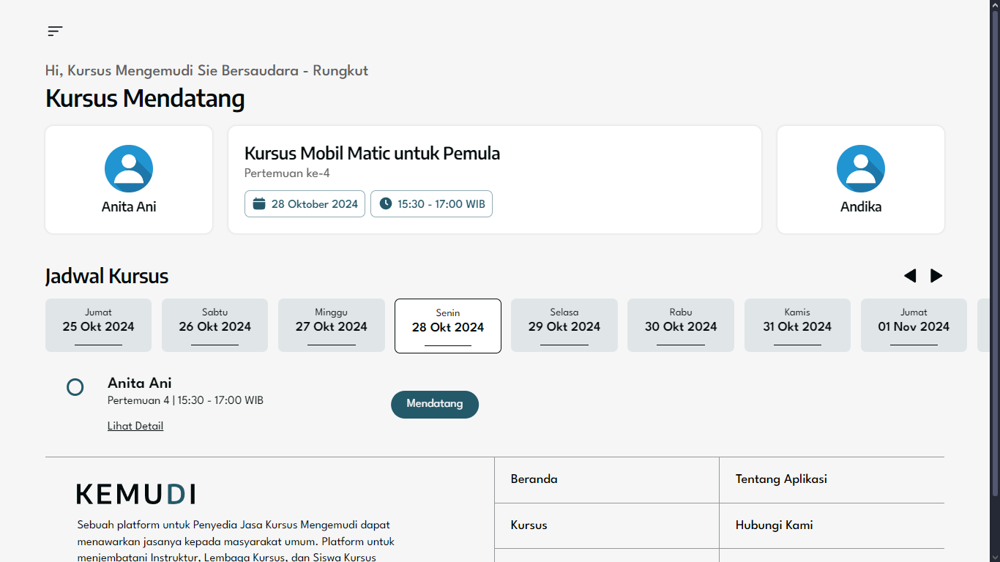 Hi, Kursus Mengemudi Sie Bersaudara - Rungkut
Kursus Mendatang
Anita Ani
Kursus Mobil Matic untuk Pemula
Pertemuan ke-4
28 Oktober 2024
15:30 - 17:00 WIB
Andika
Jadwal Kursus
Jumat
25 Okt 2024
Sabtu
26 Okt 2024
Minggu
27 Okt 2024
Senin
28 Okt 2024
Selasa
29 Okt 2024
Rabu
30 Okt 2024
Kamis
31 Okt 2024
Jumat
01 Nov 2024
Anita Ani
Pertemuan 4 | 15:30 - 17:00 WIB
Lihat Detail
Mendatang
KEMUDI
Sebuah platform untuk Penyedia Jasa Kursus Mengemudi dapat
menawarkan jasanya kepada masyarakat umum. Platform untuk
menjembatani Instruktur, Lembaga Kursus, dan Siswa Kursus
Beranda
Tentang Aplikasi
Kursus
Hubungi Kami